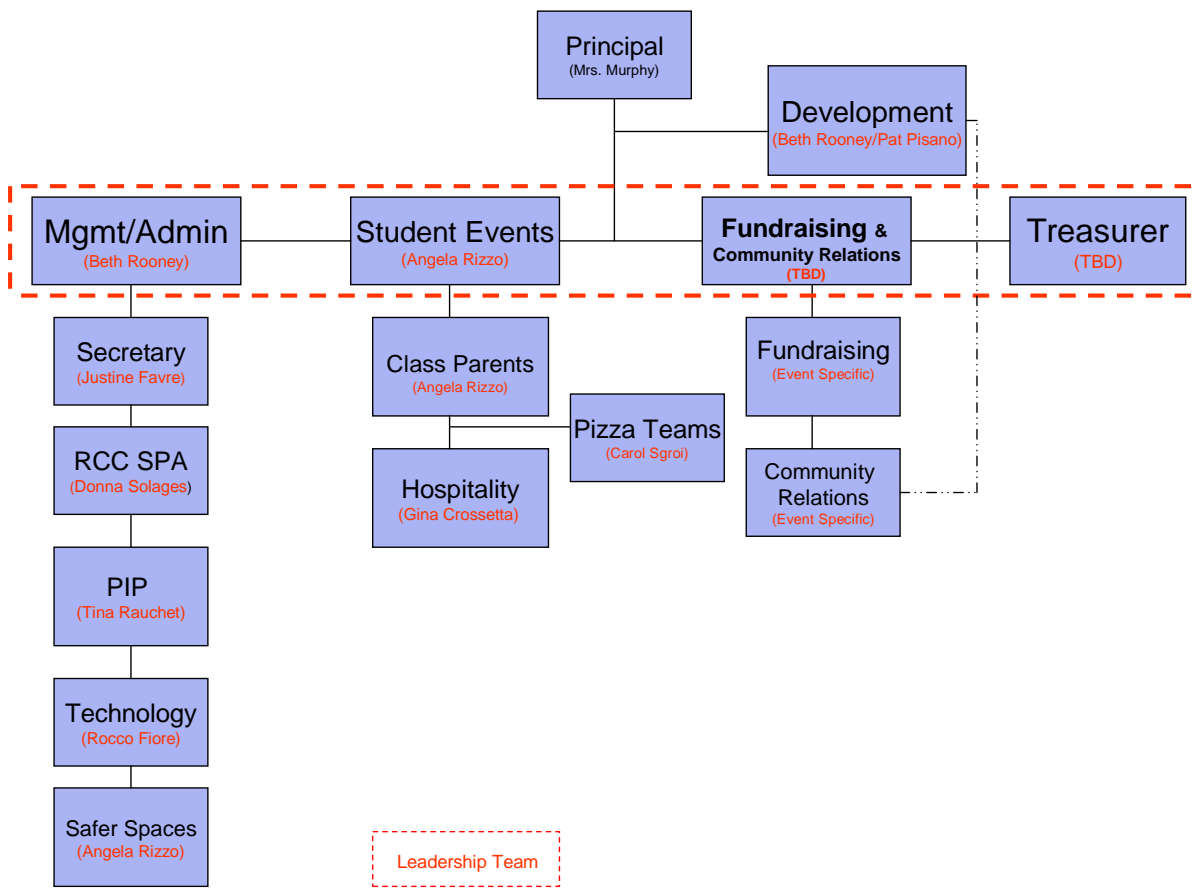 Principal
(Mrs. Murphy)
Development
(Beth Rooney/Pat Pisano)
Mgmt/Admin
(Beth Rooney)
Student Events
(Angela Rizzo)
Fundraising &
Community Relations
(TBD)
Treasurer
(TBD)
Secretary
(Justine Favre)
Class Parents
(Angela Rizzo)
Fundraising
(Event Specific)
Pizza Teams
(Carol Sgroi)
RCC SPA
(Donna Solages)
Hospitality
(Gina Crossetta)
Community
Relations
(Event Specific)
PIP
(Tina Rauchet)
Technology
(Rocco Fiore)
Safer Spaces
(Angela Rizzo)
Leadership Team